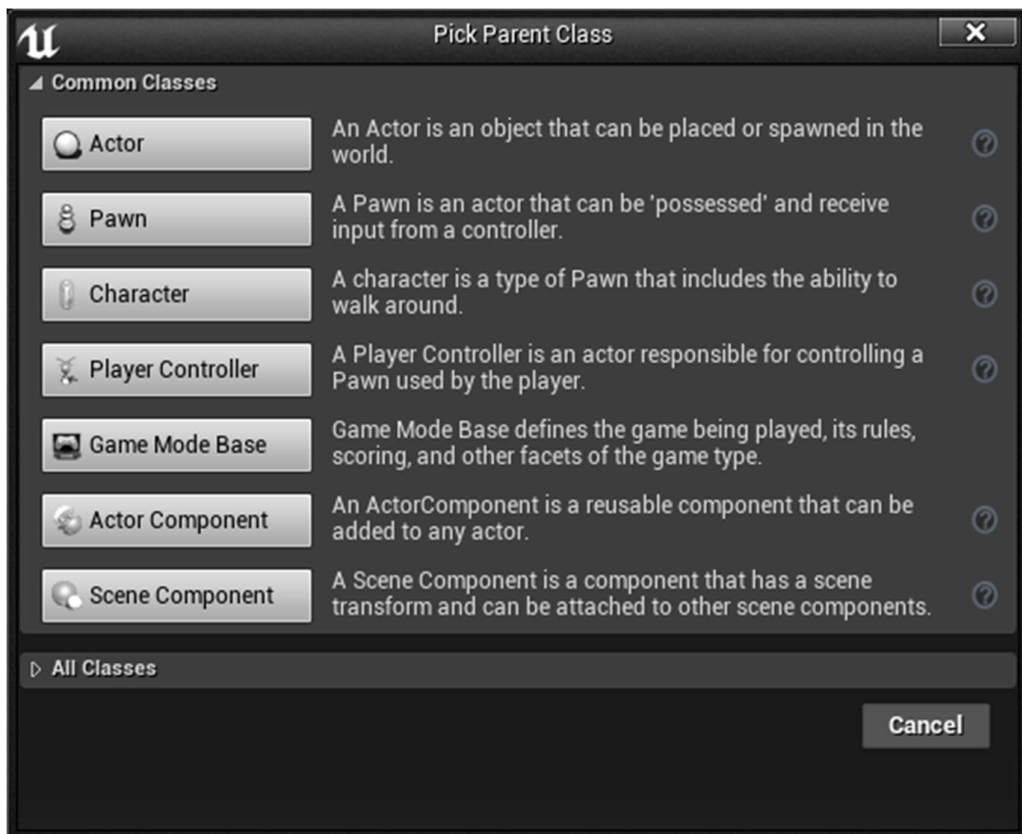 Pick Parent Class
Common Classes
Actor
An Actor is an object that can be placed or spawned in the
world.
Pawn
A Pawn is an actor that can be 'possessed' and receive
input from a controller.
Character
A character is a type of Pawn that includes the ability to
walk around.
Player Controller
A Player Controller is an actor responsible for controlling a
Pawn used by the player.
Game Mode Base
Game Mode Base defines the game being played, its rules,
scoring, and other facets of the game type.
Actor Component
An ActorComponent is a reusable component that can be
added to any actor.
Scene Component
A Scene Component is a component that has a scene
transform and can be attached to other scene components.
All Classes
Cancel